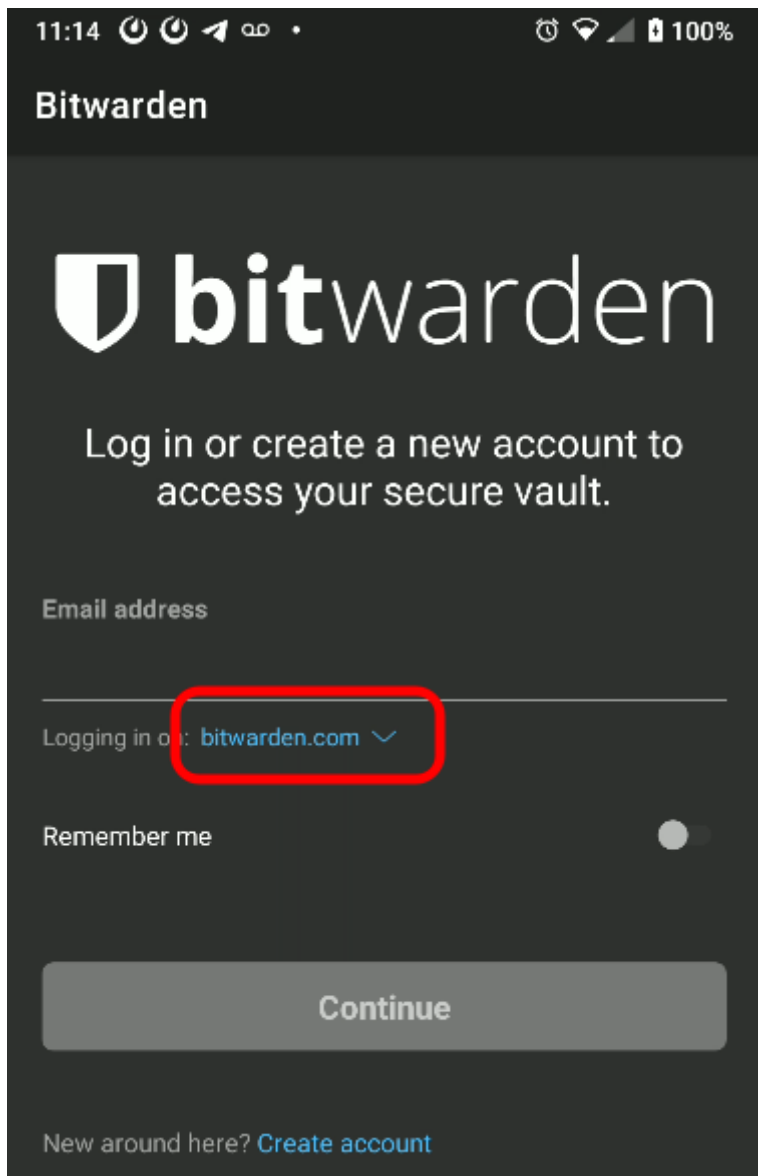 11:14 100%
Bitwarden
bitwarden
Log in or create a new account to
access your secure vault.
Email address
Logging in on: bitwarden.com
Remember me
Continue
New around here? Create account